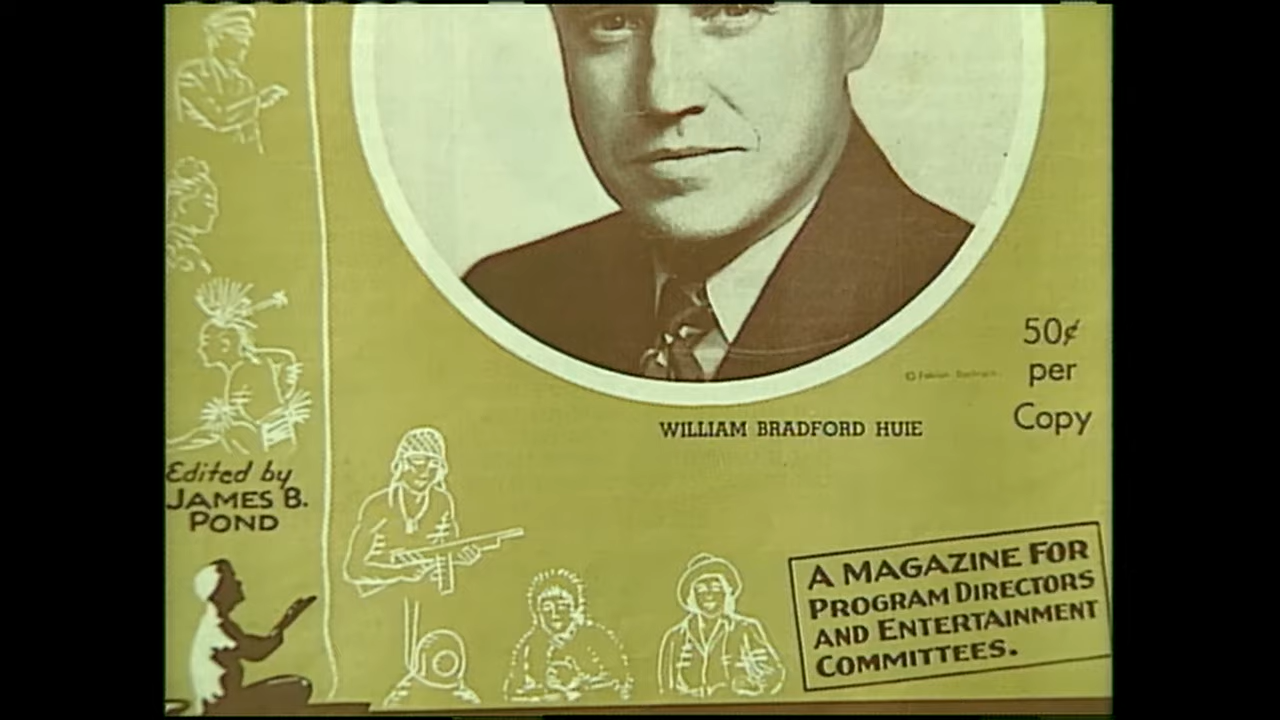 50¢
per
Copy
WILLIAM BRADFORD HUIE
Edited by
JAMES B.
POND
A MAGAZINE FOR
PROGRAM DIRECTORS
AND ENTERTAINMENT
COMMITTEES.